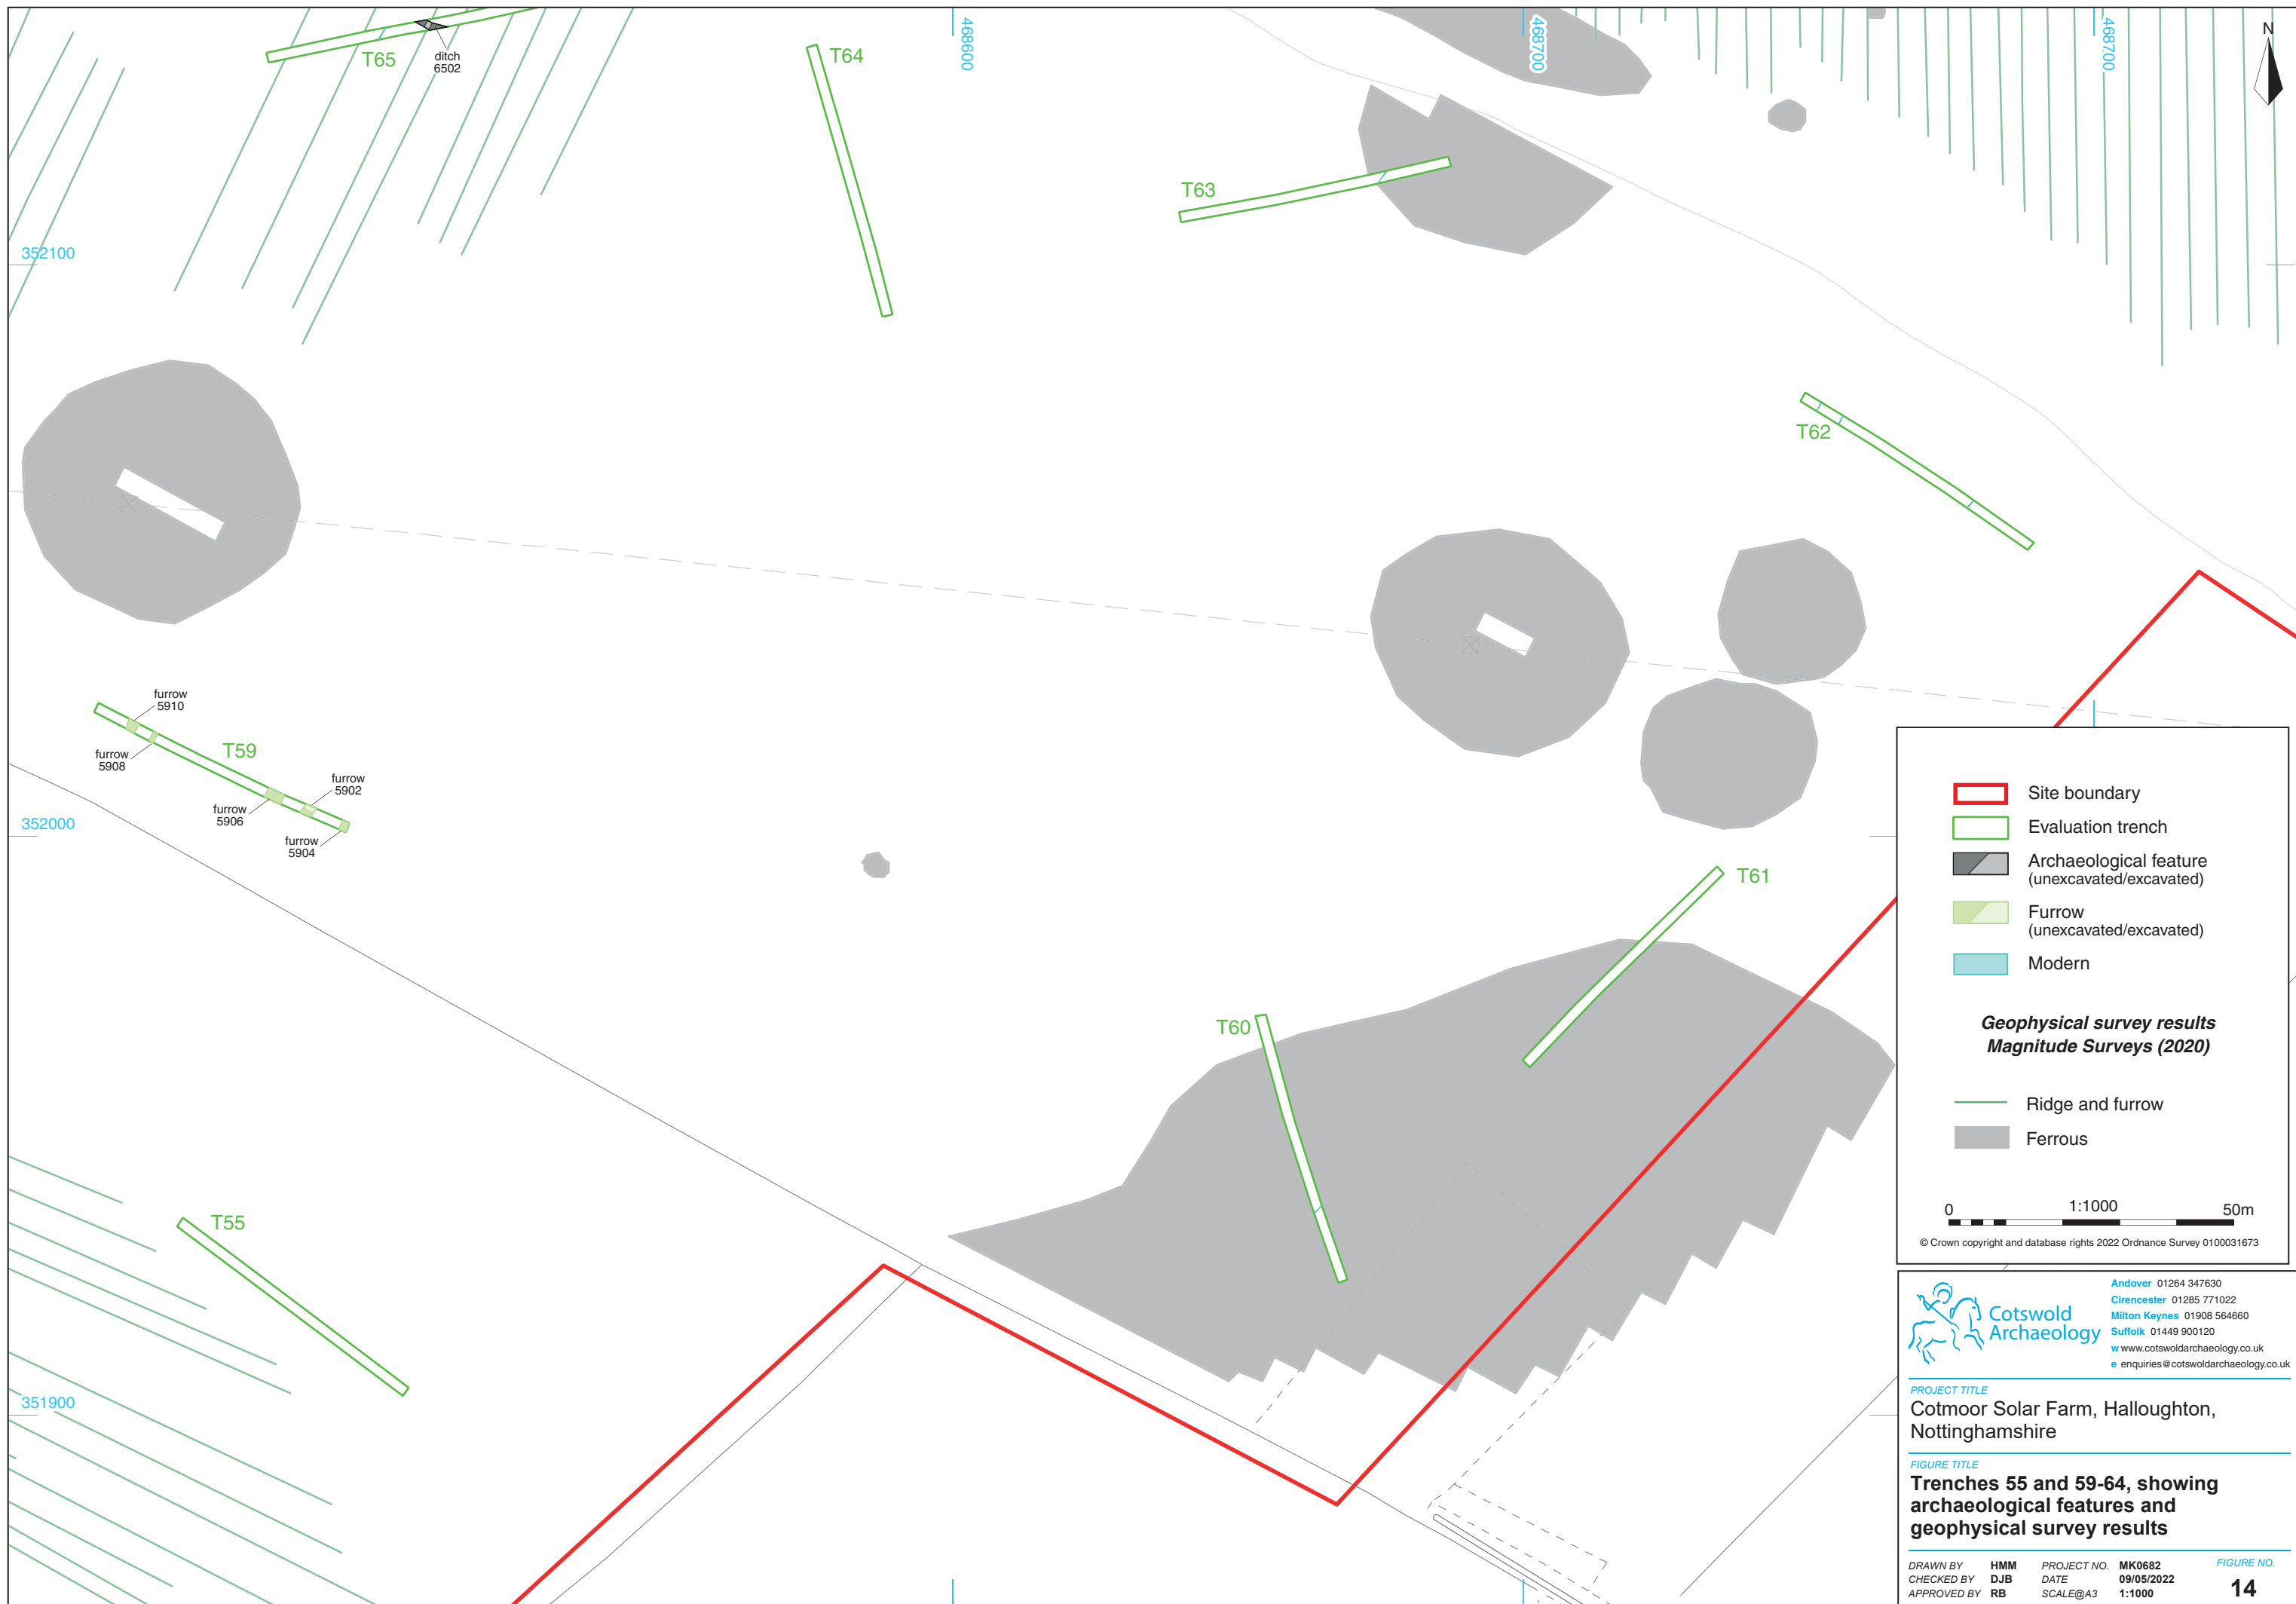 468600
468700
468700
N
T65
ditch
6502
T64
T63
352100
T62
furrow
5910
furrow
5908
T59
furrow
5902
furrow
5906
furrow
5904
352000
T61
T60
T55
351900
Site boundary
Evaluation trench
Archaeological feature
(unexcavated/excavated)
Furrow
(unexcavated/excavated)
Modern
Geophysical survey results
Magnitude Surveys (2020)
Ridge and furrow
Ferrous
0 1:1000 50m
© Crown copyright and database rights 2022 Ordnance Survey 0100031673
Cotswold
Archaeology
Andover 01264 347630
Cirencester 01285 771022
Milton Keynes 01908 564660
Suffolk 01449 900120
w www.cotswoldarchaeology.co.uk
e enquiries@cotswoldarchaeology.co.uk
PROJECT TITLE
Cotmoor Solar Farm, Halloughton,
Nottinghamshire
FIGURE TITLE
Trenches 55 and 59-64, showing
archaeological features and
geophysical survey results
DRAWN BY HMM PROJECT NO. MK0682 FIGURE NO.
CHECKED BY DJB DATE 09/05/2022
APPROVED BY RB SCALE@A3 1:1000 14